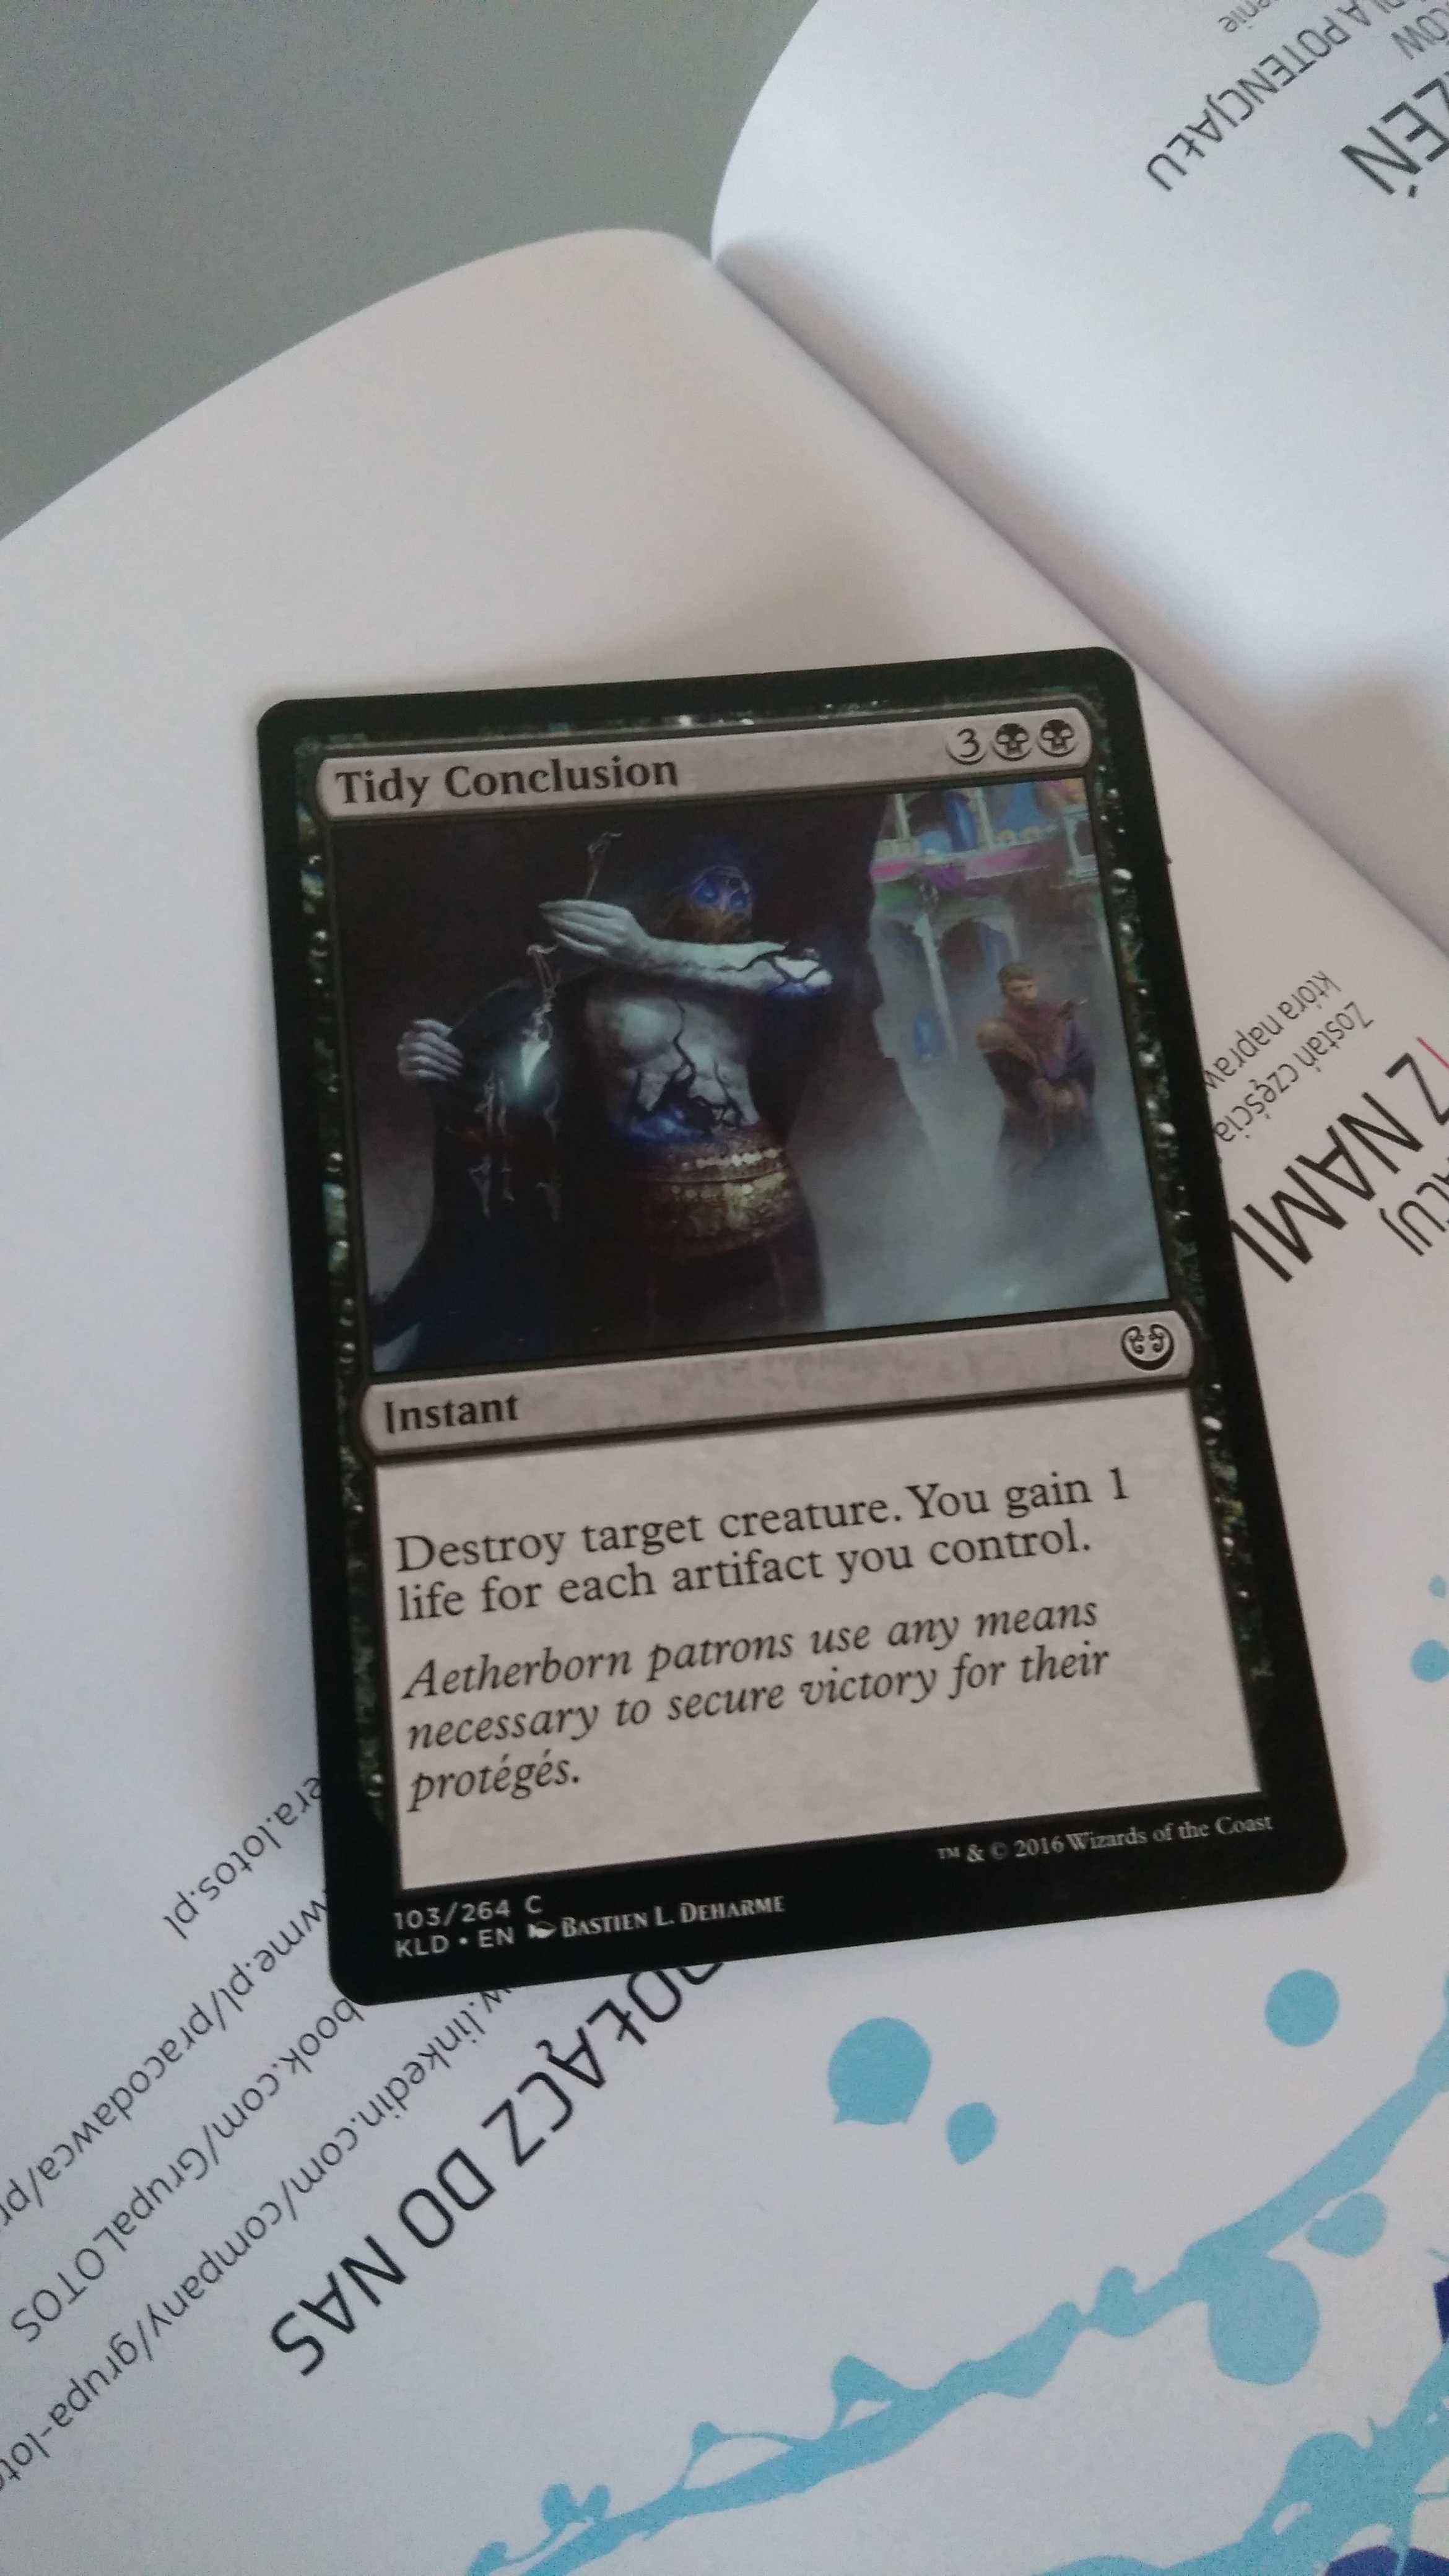 Tidy Conclusion 3
Instant
Destroy target creature. You gain 1
life for each artifact you control.
Aetherborn patrons use any means
necessary to secure victory for their
protégés.
103/264 C
KLD • EN BASTIEN L. DEHARME
™ & © 2016 Wizards of the Coast
POTENCJAŁU
Z NAMI
Zostań częścią
która
DO NAS